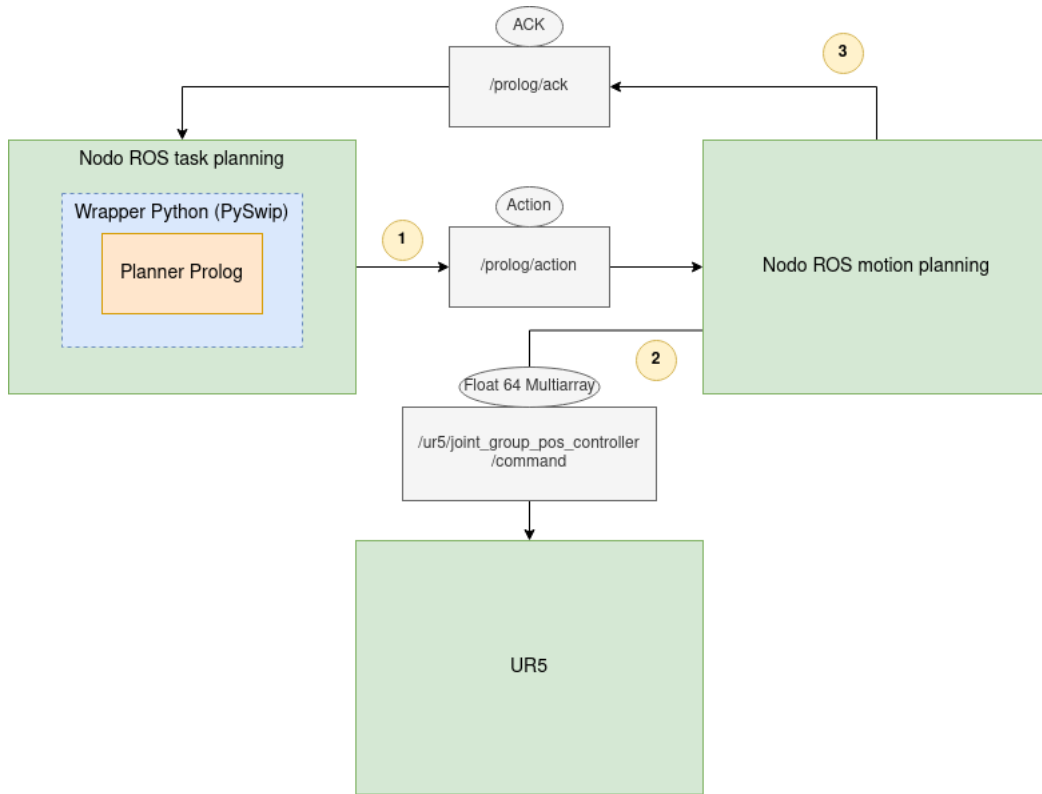 ACK
3
/prolog/ack
Nodo ROS task planning
Wrapper Python (PySwip)
Planner Prolog
1
Action
/prolog/action
Nodo ROS motion planning
2
Float 64 Multiarray
/ur5/joint_group_pos_controller
/command
UR5